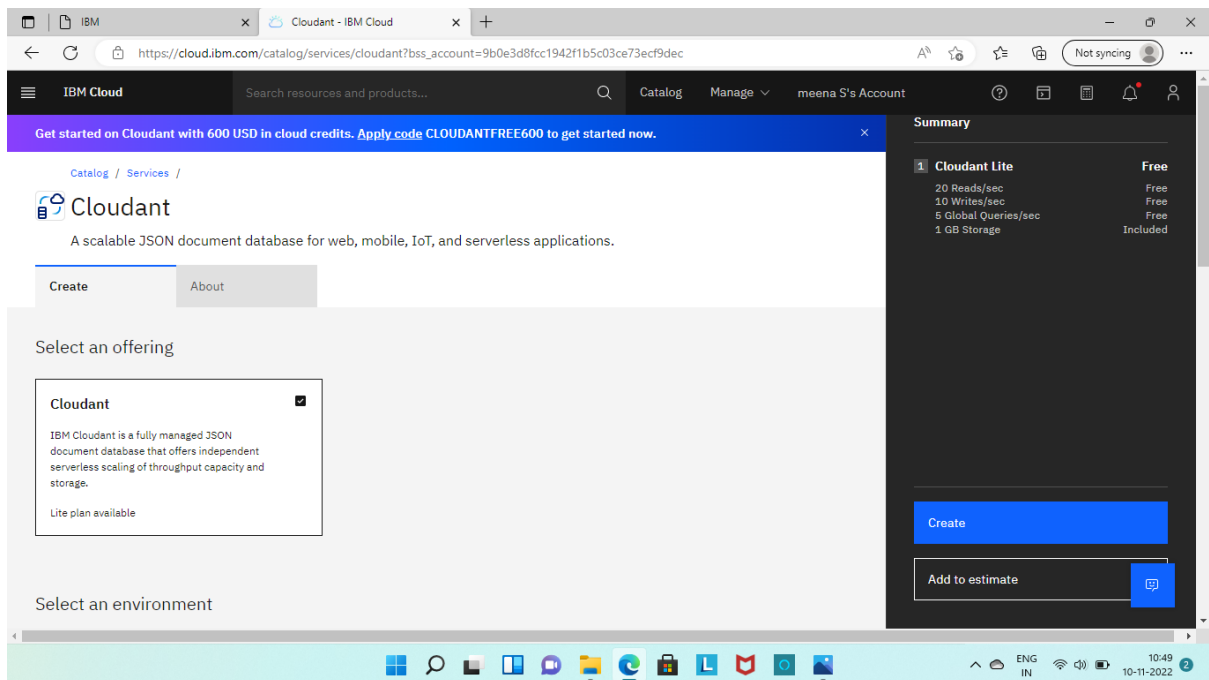 IBM
Cloudant - IBM Cloud
https://cloud.ibm.com/catalog/services/cloudant?bss_account=9b0e3d8fcc1942f1b5c03ce73ecf9dec
Not syncing
IBM Cloud
Search resources and products...
Catalog
Manage
meena S's Account
Get started on Cloudant with 600 USD in cloud credits. Apply code CLOUDANTFREE600 to get started now.
Catalog / Services /
Cloudant
A scalable JSON document database for web, mobile, IoT, and serverless applications.
Create
About
Select an offering
Cloudant
IBM Cloudant is a fully managed JSON
document database that offers independent
serverless scaling of throughput capacity and
storage.
Lite plan available
Select an environment
Summary
1 Cloudant Lite Free
20 Reads/sec Free
10 Writes/sec Free
5 Global Queries/sec Free
1 GB Storage Included
Create
Add to estimate
L
ENG
IN
10:49
10-11-2022
2